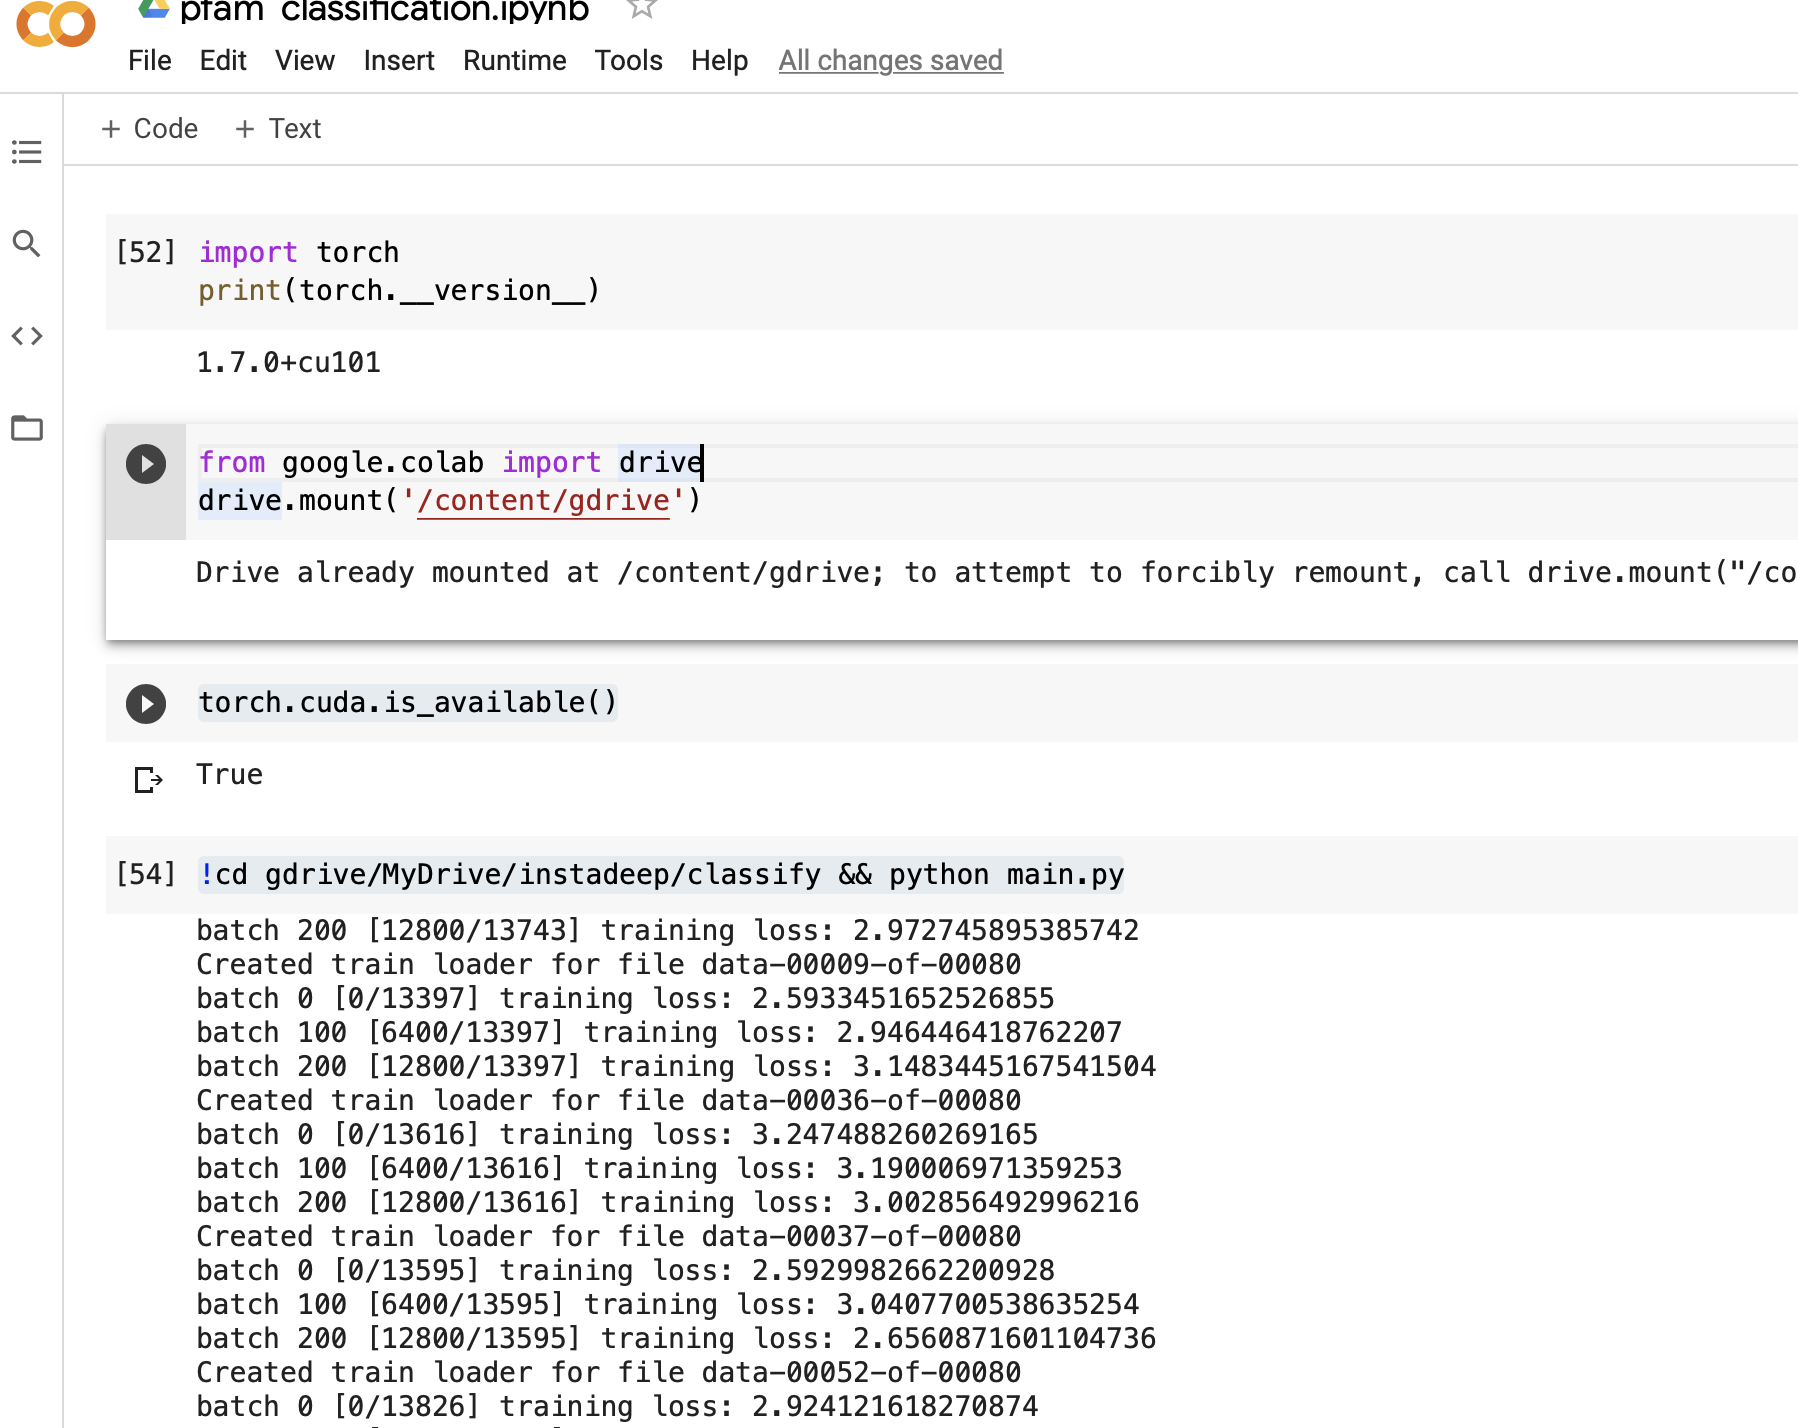 pfam_classification.ipynb
File Edit View Insert Runtime Tools Help All changes saved
+ Code + Text
[52] import torch
print(torch.__version__)
1.7.0+cu101
from google.colab import drive
drive.mount('/content/gdrive')
Drive already mounted at /content/gdrive; to attempt to forcibly remount, call drive.mount("/co
torch.cuda.is_available()
True
[54] !cd gdrive/MyDrive/instadeep/classify && python main.py
batch 200 [12800/13743] training loss: 2.972745895385742
Created train loader for file data-00009-of-00080
batch 0 [0/13397] training loss: 2.5933451652526855
batch 100 [6400/13397] training loss: 2.946446418762207
batch 200 [12800/13397] training loss: 3.1483445167541504
Created train loader for file data-00036-of-00080
batch 0 [0/13616] training loss: 3.247488260269165
batch 100 [6400/13616] training loss: 3.190006971359253
batch 200 [12800/13616] training loss: 3.002856492996216
Created train loader for file data-00037-of-00080
batch 0 [0/13595] training loss: 2.5929982662200928
batch 100 [6400/13595] training loss: 3.0407700538635254
batch 200 [12800/13595] training loss: 2.6560871601104736
Created train loader for file data-00052-of-00080
batch 0 [0/13826] training loss: 2.924121618270874